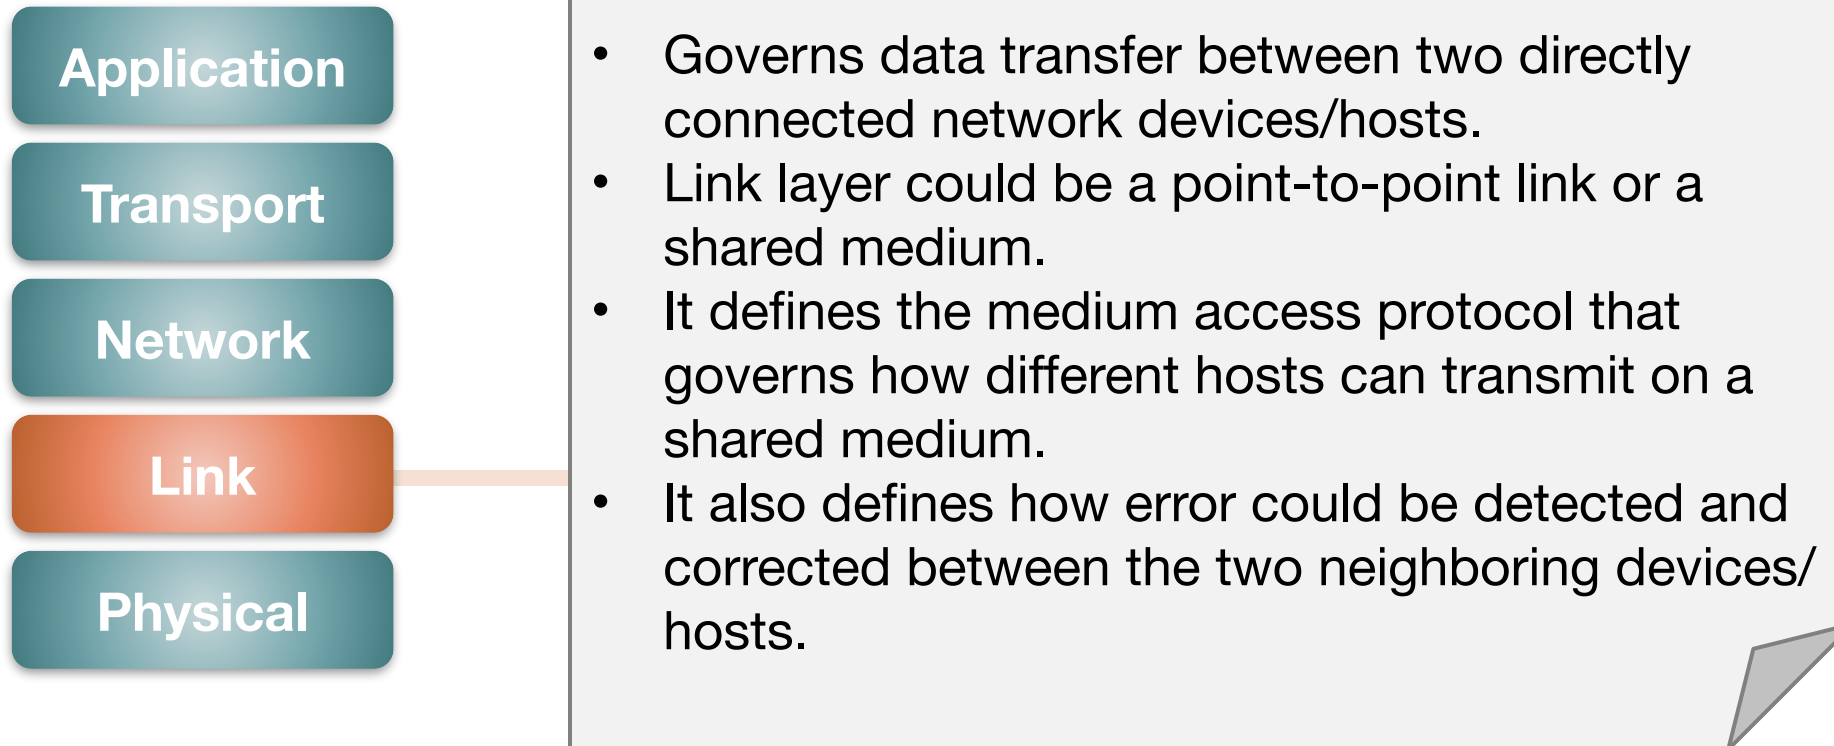 Application
Transport
Network
Link
Physical
• Governs data transfer between two directly
connected network devices/hosts.
• Link layer could be a point-to-point link or a
shared medium.
• It defines the medium access protocol that
governs how different hosts can transmit on a
shared medium.
• It also defines how error could be detected and
corrected between the two neighboring devices/
hosts.